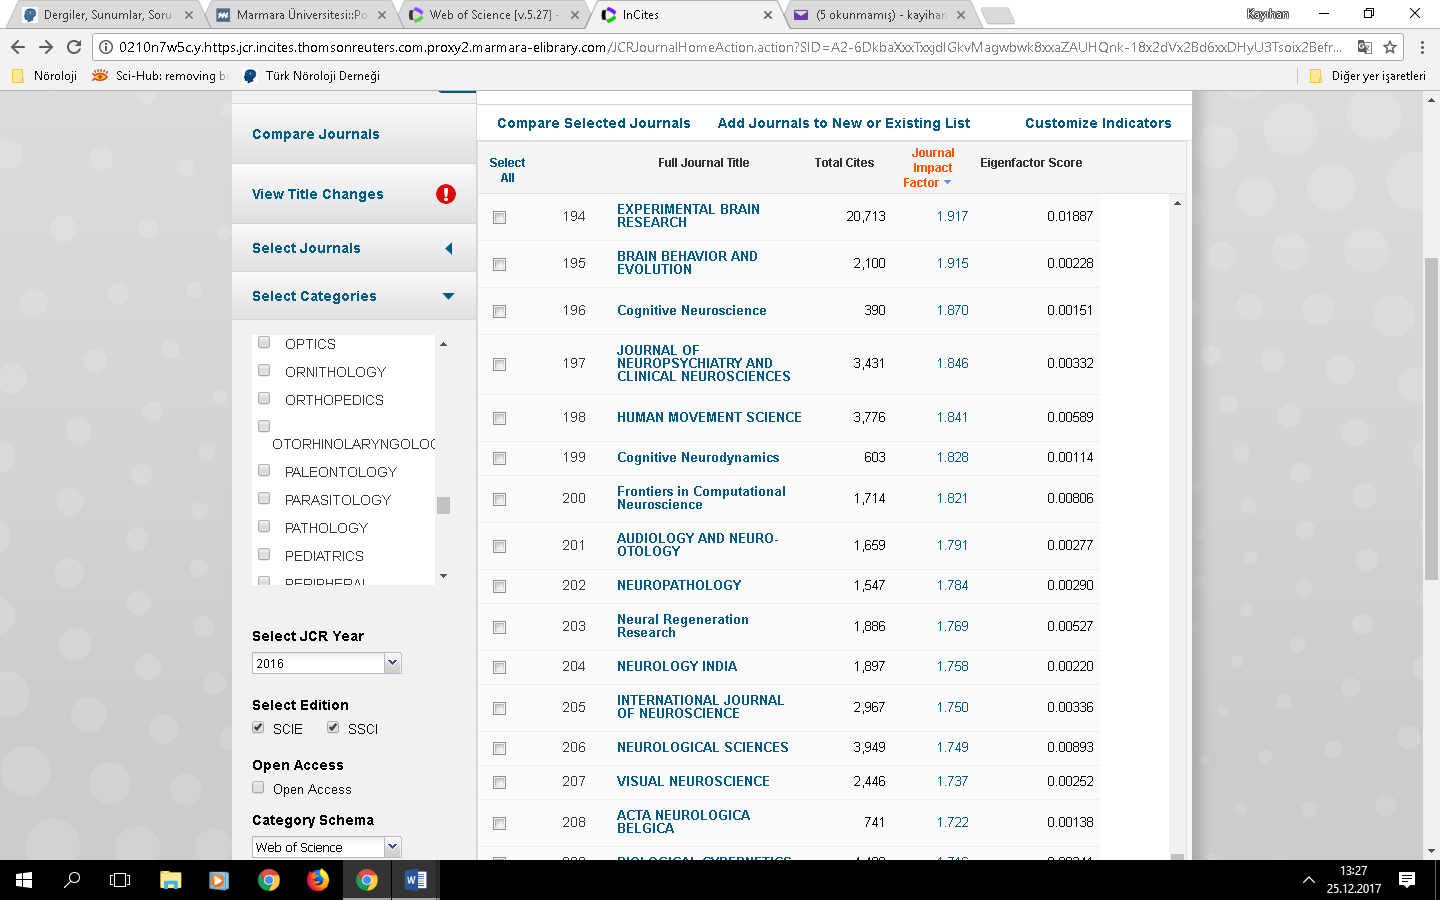 Dergiler, Sunumlar, Soru
Marmara Üniversitesi::Po
Web of Science [v.5.27] -
InCites
(5 okunmamış) - kayihan
Kayıhan
0210n7w5c.y.https.jcr.incites.thomsonreuters.com.proxy2.marmara-elibrary.com/JCRJournalHomeAction.action?SID=A2-6DkbaXxxTxxjdIGkvMagwbwk8xxaZAUHQnk-18x2dVx2Bd6xxDHyU3Tsoix2Befr...
Nöroloji
Sci-Hub: removing b
Türk Nöroloji Derneği
Diğer yer işaretleri
Compare Journals
View Title Changes
Select Journals
Select Categories
OPTICS
ORNITHOLOGY
ORTHOPEDICS
OTORHINOLARYNGOLOG
PALEONTOLOGY
PARASITOLOGY
PATHOLOGY
PEDIATRICS
PERIPHERAL
Select JCR Year
2016
Select Edition
SCIE SSCI
Open Access
Open Access
Category Schema
Web of Science
Compare Selected Journals Add Journals to New or Existing List Customize Indicators
Select All Full Journal Title Total Cites Journal Impact Factor Eigenfactor Score
194 EXPERIMENTAL BRAIN RESEARCH 20,713 1.917 0.01887
195 BRAIN BEHAVIOR AND EVOLUTION 2,100 1.915 0.00228
196 Cognitive Neuroscience 390 1.870 0.00151
197 JOURNAL OF NEUROPSYCHIATRY AND CLINICAL NEUROSCIENCES 3,431 1.846 0.00332
198 HUMAN MOVEMENT SCIENCE 3,776 1.841 0.00589
199 Cognitive Neurodynamics 603 1.828 0.00114
200 Frontiers in Computational Neuroscience 1,714 1.821 0.00806
201 AUDIOLOGY AND NEURO-OTOLOGY 1,659 1.791 0.00277
202 NEUROPATHOLOGY 1,547 1.784 0.00290
203 Neural Regeneration Research 1,886 1.769 0.00527
204 NEUROLOGY INDIA 1,897 1.758 0.00220
205 INTERNATIONAL JOURNAL OF NEUROSCIENCE 2,967 1.750 0.00336
206 NEUROLOGICAL SCIENCES 3,949 1.749 0.00893
207 VISUAL NEUROSCIENCE 2,446 1.737 0.00252
208 ACTA NEUROLOGICA BELGICA 741 1.722 0.00138
BIOLOGICAL CYBERNETICS
13:27
25.12.2017